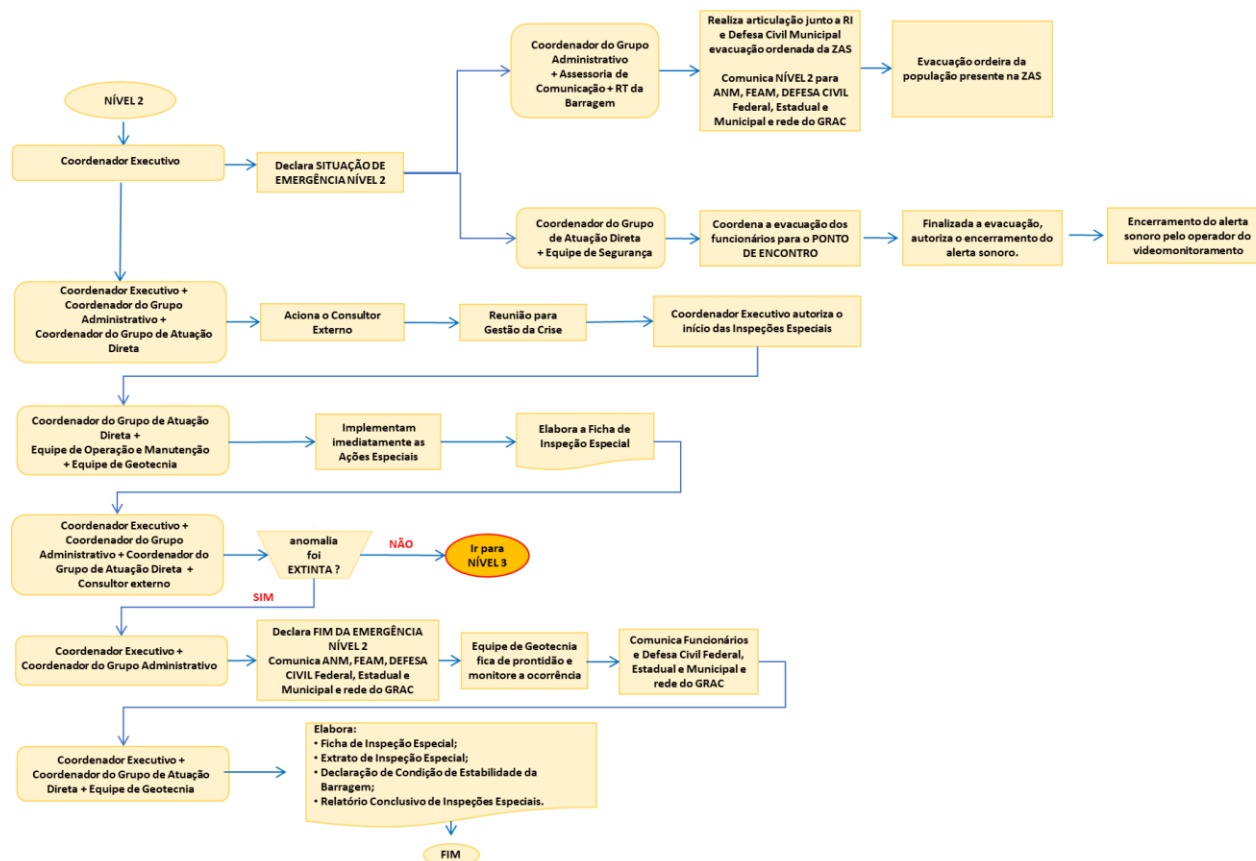 NÍVEL 2
Coordenador Executivo
Declara SITUAÇÃO DE
EMERGÊNCIA NÍVEL 2
Coordenador do Grupo
Administrativo
+ Assessoria de
Comunicação + RT da
Barragem
Realiza articulação junto a RI
e Defesa Civil Municipal
evacuação ordenada da ZAS
Comunica NÍVEL 2 para
ANM, FEAM, DEFESA CIVIL
Federal, Estadual e
Municipal e rede do GRAC
Evacuação ordeira da
população presente na ZAS
Coordenador do Grupo
de Atuação Direta
+ Equipe de Segurança
Coordena a evacuação dos
funcionários para o PONTO
DE ENCONTRO
Finalizada a evacuação,
autoriza o encerramento do
alerta sonoro.
Encerramento do alerta
sonoro pelo operador do
videomonitoramento
Coordenador Executivo +
Coordenador do Grupo
Administrativo +
Coordenador do Grupo de Atuação
Direta
Aciona o Consultor
Externo
Reunião para
Gestão da Crise
Coordenador Executivo autoriza o
início das Inspeções Especiais
Coordenador do Grupo de Atuação
Direta +
Equipe de Operação e Manutenção
+ Equipe de Geotecnia
Implementam
imediatamente as
Ações Especiais
Elabora a Ficha de
Inspeção Especial
Coordenador Executivo +
Coordenador do Grupo
Administrativo + Coordenador do
Grupo de Atuação Direta +
Consultor externo
anomalia
foi
EXTINTA ?
NÃO
Ir para
NÍVEL 3
SIM
Coordenador Executivo +
Coordenador do Grupo Administrativo
Declara FIM DA EMERGÊNCIA
NÍVEL 2
Comunica ANM, FEAM, DEFESA
CIVIL Federal, Estadual e
Municipal e rede do GRAC
Equipe de Geotecnia
fica de prontidão e
monitore a ocorrência
Comunica Funcionários
e Defesa Civil Federal,
Estadual e Municipal e
rede do GRAC
Coordenador Executivo +
Coordenador do Grupo de Atuação
Direta + Equipe de Geotecnia
Elabora:
• Ficha de Inspeção Especial;
• Extrato de Inspeção Especial;
• Declaração de Condição de Estabilidade da
Barragem;
• Relatório Conclusivo de Inspeções Especiais.
FIM